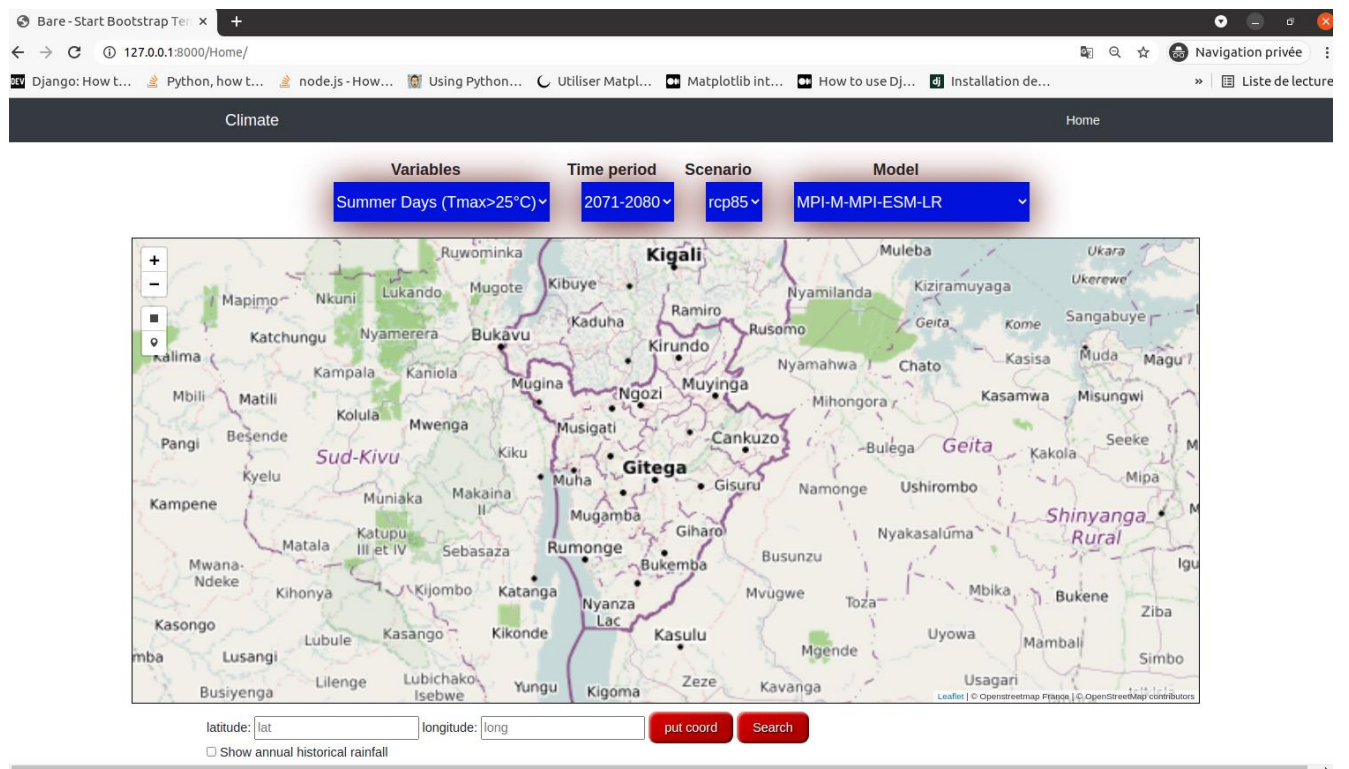 Bare - Start Bootstrap Ten
127.0.0.1:8000/Home/
Navigation privée
DEV Django: How t... Python, how t... node.js - How... Using Python... Utiliser Matpl... Matplotlib int... How to use Dj... dj Installation de... » Liste de lecture
Climate Home
Variables Time period Scenario Model
Summer Days (Tmax>25°C) 2071-2080 rcp85 MPI-M-MPI-ESM-LR
+
−
Ruwominka Kigali Muleba Ukara
Mapimo Nkuni Lukando Mugote Kibuye Nyamilanda Kiziramuyaga Ukerewe
Ramiro
Katchungu Nyamerera Bukavu Kaduha Rusomo Geita Kome Sangabuye
Kirundo
Kalima Kampala Kaniola Nyamahwa Chato Kasisa Muda Magu
Mugina Ngozi Muyinga
Mbili Matili Mihongora Kasamwa Misungwi
Kolula Mwenga Musigati
Pangi Besende Cankuzo Bulega Geita Seeke M
Sud-Kivu Kiku Kakola
Kyelu Muha Gitega Gisuru Namonge Ushirombo Mipa
Kampene Muniaka Makaina
II
Mugamba Shinyanga M
Rural
Katupu
III et IV
Giharo Nyakasaluma
Matala Sebasaza Rumonge Busunzu
Mwana-
Ndeke
Bukemba Igu
Kihonya Kijombo Katanga Mvugwe Toza Mbika Bukene
Nyanza
Lac
Ziba
Kasongo Lubule Kasango Kikonde Kasulu Uyowa Mambali
mba Lusangi Mgende Simbo
Busiyenga Lilenge Lubichako
Isebwe
Yungu Kigoma Zeze Kavanga Usagari
Leaflet | © Openstreetmap France | © OpenStreetMap contributors
latitude: lat longitude: long put coord Search
Show annual historical rainfall